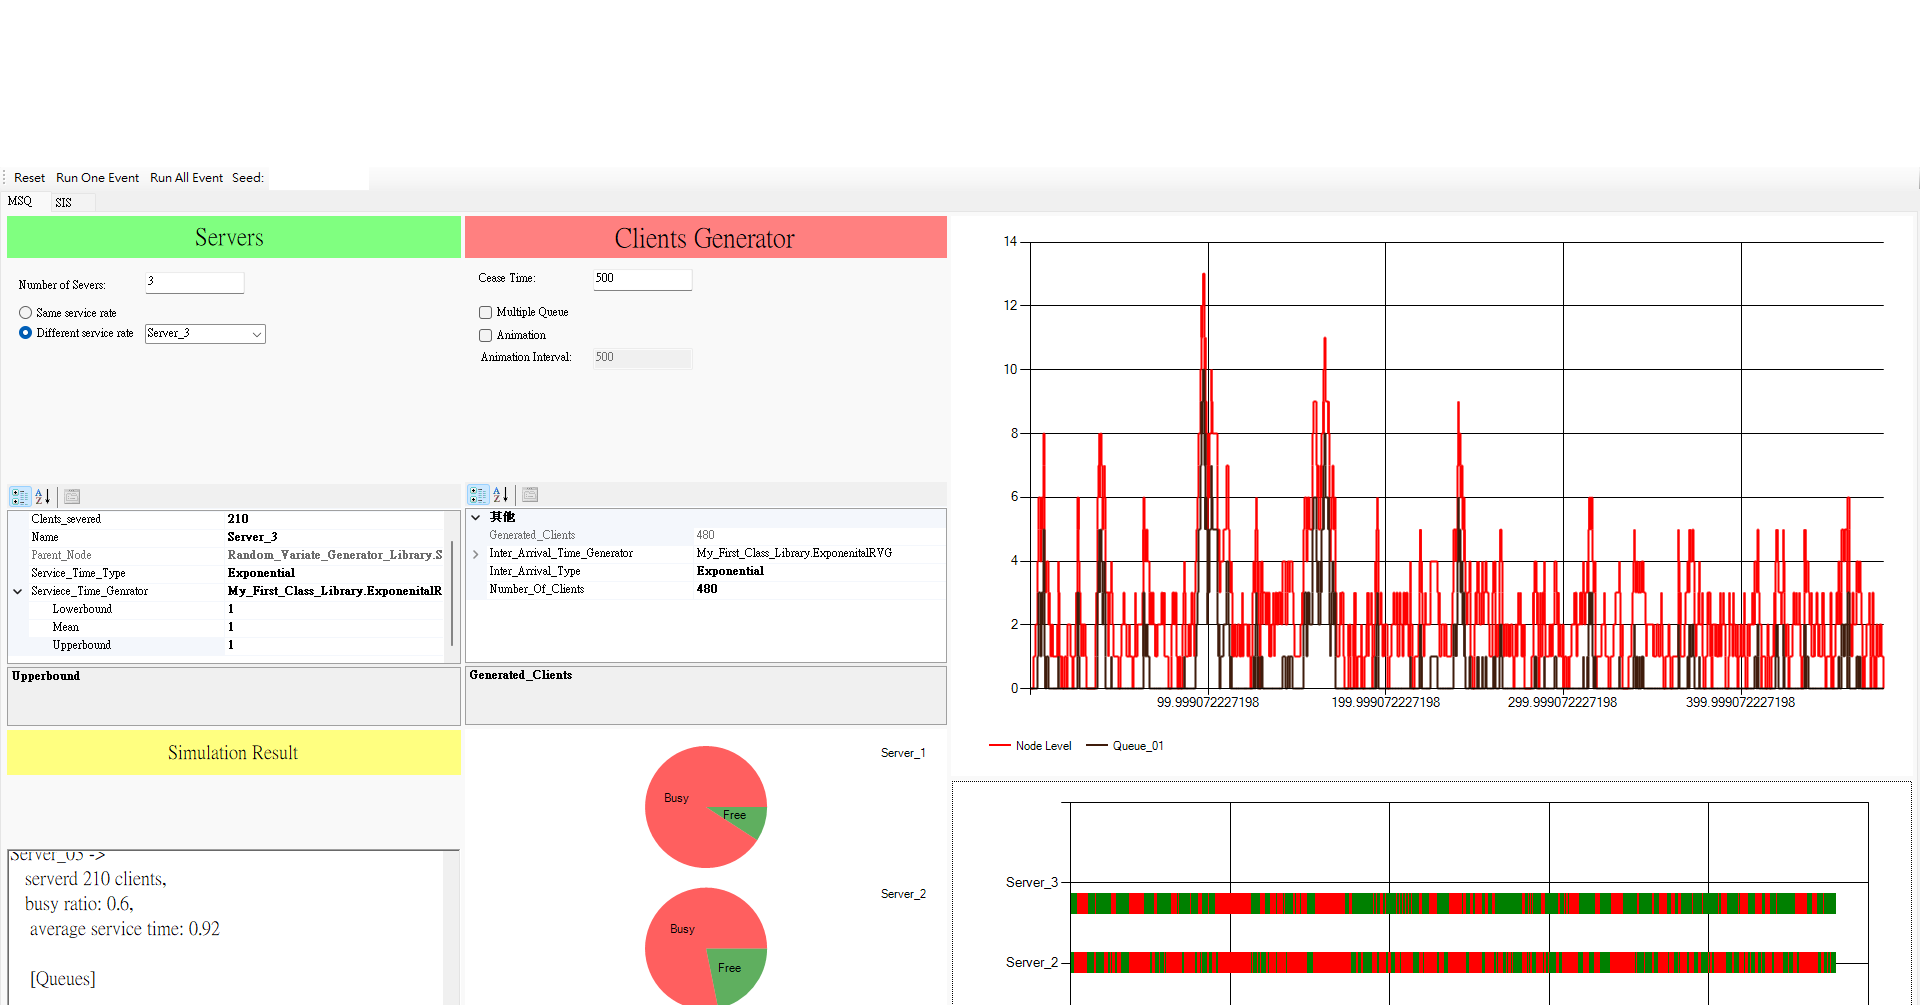 Reset Run One Event Run All Event Seed:
MSQ SIS
Servers
Number of Severs: 3
Same service rate
Different service rate Server_3
Clients Generator
Cease Time: 500
Multiple Queue
Animation
Animation Interval: 500
Clents_severed 210
Name Server_3
Parent_Node Random_Variate_Generator_Library.S
Service_Time_Type Exponential
Serviece_Time_Genrator My_First_Class_Library.ExponenitalR
Lowerbound 1
Mean 1
Upperbound 1
Upperbound
其他
Generated_Clients 480
Inter_Arrival_Time_Generator My_First_Class_Library.ExponenitalRVG
Inter_Arrival_Type Exponential
Number_Of_Clients 480
Generated_Clients
Simulation Result
Server_03 ->
serverd 210 clients,
busy ratio: 0.6,
average service time: 0.92
[Queues]
Server_1
Busy
Free
Server_2
Busy
Free
14
12
10
8
6
4
2
0
99.999072227198 199.999072227198 299.999072227198 399.999072227198
Node Level Queue_01
Server_3
Server_2